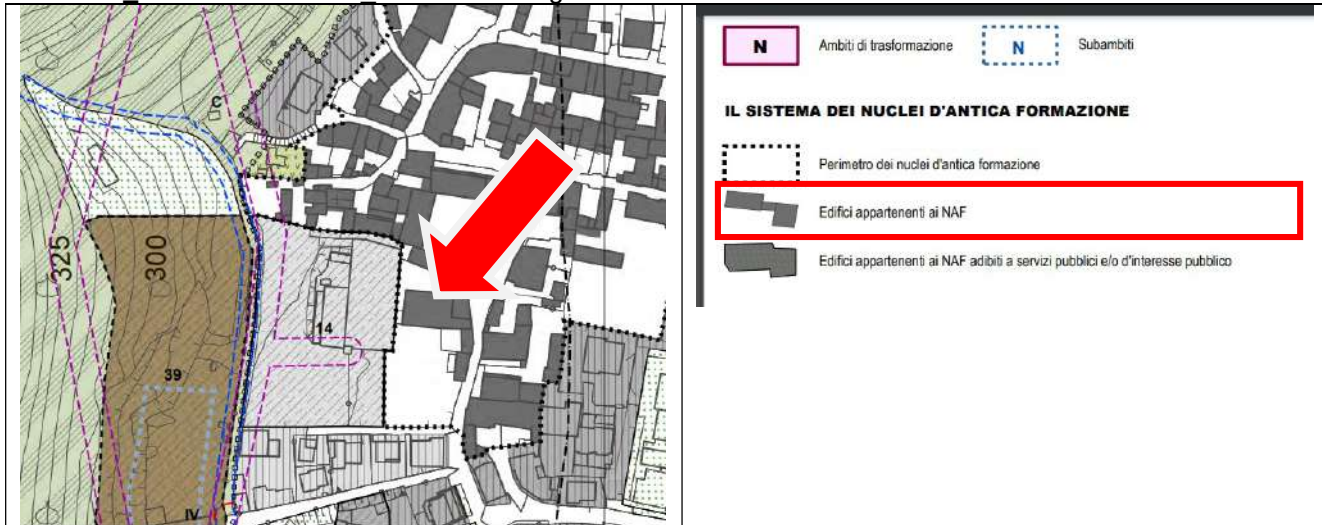 C
325
300
14
39
IV
N Ambiti di trasformazione N Subambiti
IL SISTEMA DEI NUCLEI D'ANTICA FORMAZIONE
Perimetro dei nuclei d'antica formazione
Edifici appartenenti ai NAF
Edifici appartenenti ai NAF adibiti a servizi pubblici e/o d'interesse pubblico